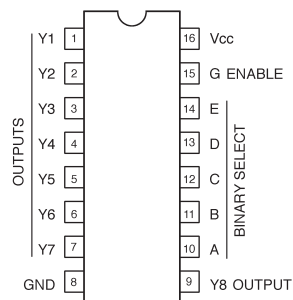 Y1 1 16 Vcc
Y2 2 15 G ENABLE
Y3 3 14 E
Y4 4 13 D
Y5 5 12 C
Y6 6 11 B
Y7 7 10 A
GND 8 9 Y8 OUTPUT
OUTPUTS
BINARY SELECT